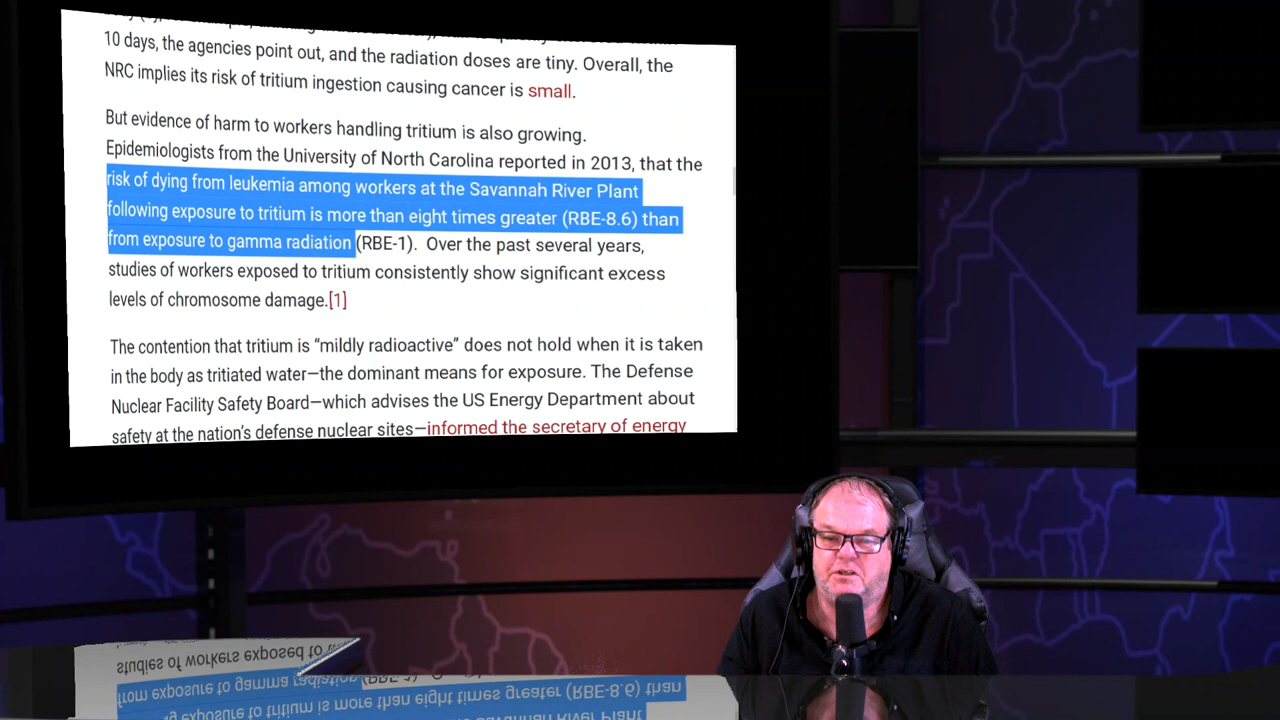 10 days, the agencies point out, and the radiation doses are tiny. Overall, the
NRC implies its risk of tritium ingestion causing cancer is small.
But evidence of harm to workers handling tritium is also growing.
Epidemiologists from the University of North Carolina reported in 2013, that the
risk of dying from leukemia among workers at the Savannah River Plant
following exposure to tritium is more than eight times greater (RBE-8.6) than
from exposure to gamma radiation (RBE-1). Over the past several years,
studies of workers exposed to tritium consistently show significant excess
levels of chromosome damage.[1]
The contention that tritium is “mildly radioactive” does not hold when it is taken
in the body as tritiated water—the dominant means for exposure. The Defense
Nuclear Facility Safety Board—which advises the US Energy Department about
safety at the nation's defense nuclear sites—informed the secretary of energy